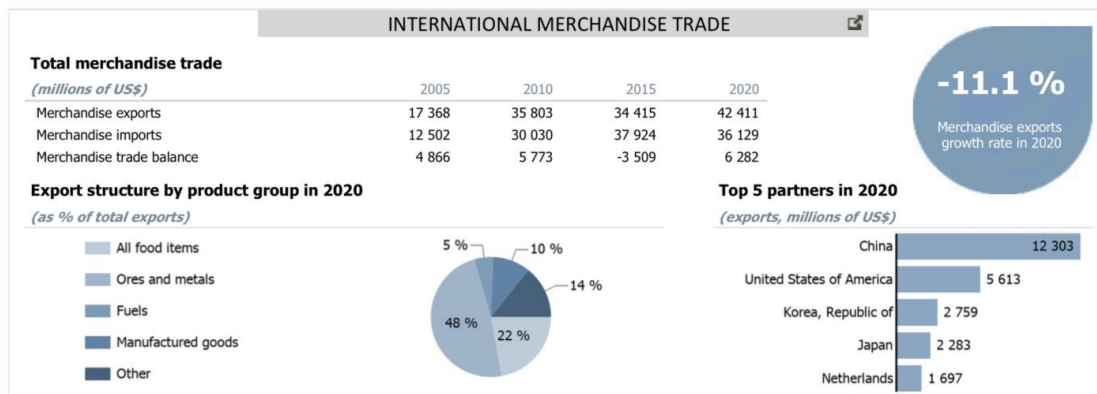 INTERNATIONAL MERCHANDISE TRADE
Total merchandise trade
(millions of US$) 2005 2010 2015 2020
Merchandise exports 17 368 35 803 34 415 42 411
Merchandise imports 12 502 30 030 37 924 36 129
Merchandise trade balance 4 866 5 773 -3 509 6 282
-11.1 %
Merchandise exports
growth rate in 2020
Export structure by product group in 2020
(as % of total exports)
All food items
Ores and metals
Fuels
Manufactured goods
Other
5 %
10 %
14 %
48 %
22 %
Top 5 partners in 2020
(exports, millions of US$)
China 12 303
United States of America 5 613
Korea, Republic of 2 759
Japan 2 283
Netherlands 1 697